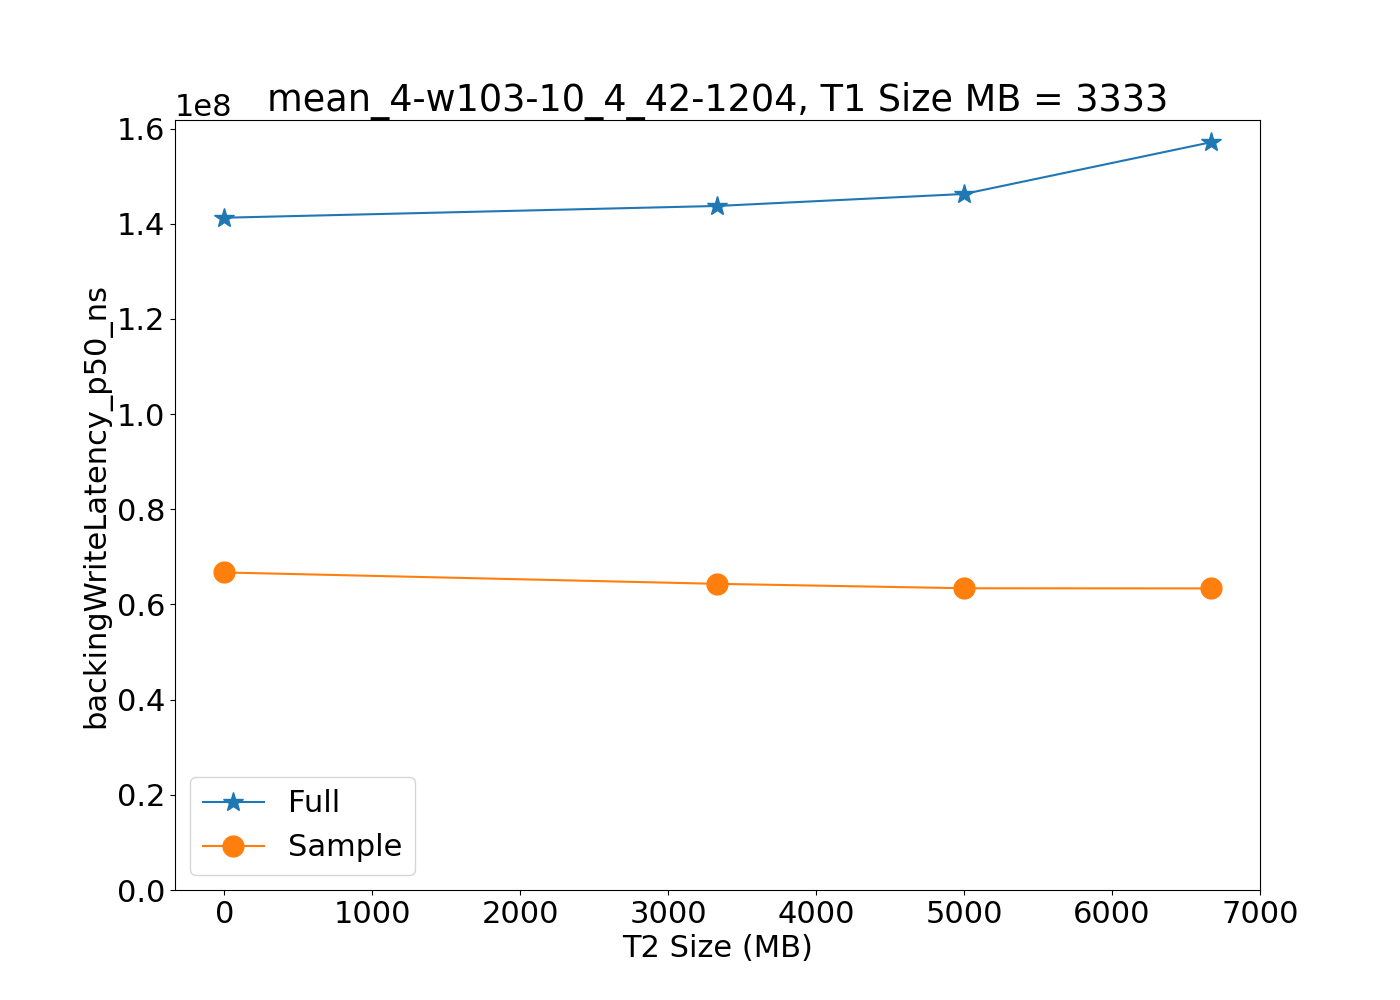 1e8
mean_4-w103-10_4_42-1204, T1 Size MB = 3333
1.6
1.4
1.2
1.0
0.8
0.6
0.4
0.2
0.0
backingWriteLatency_p50_ns
Full
Sample
0 1000 2000 3000 4000 5000 6000 7000
T2 Size (MB)